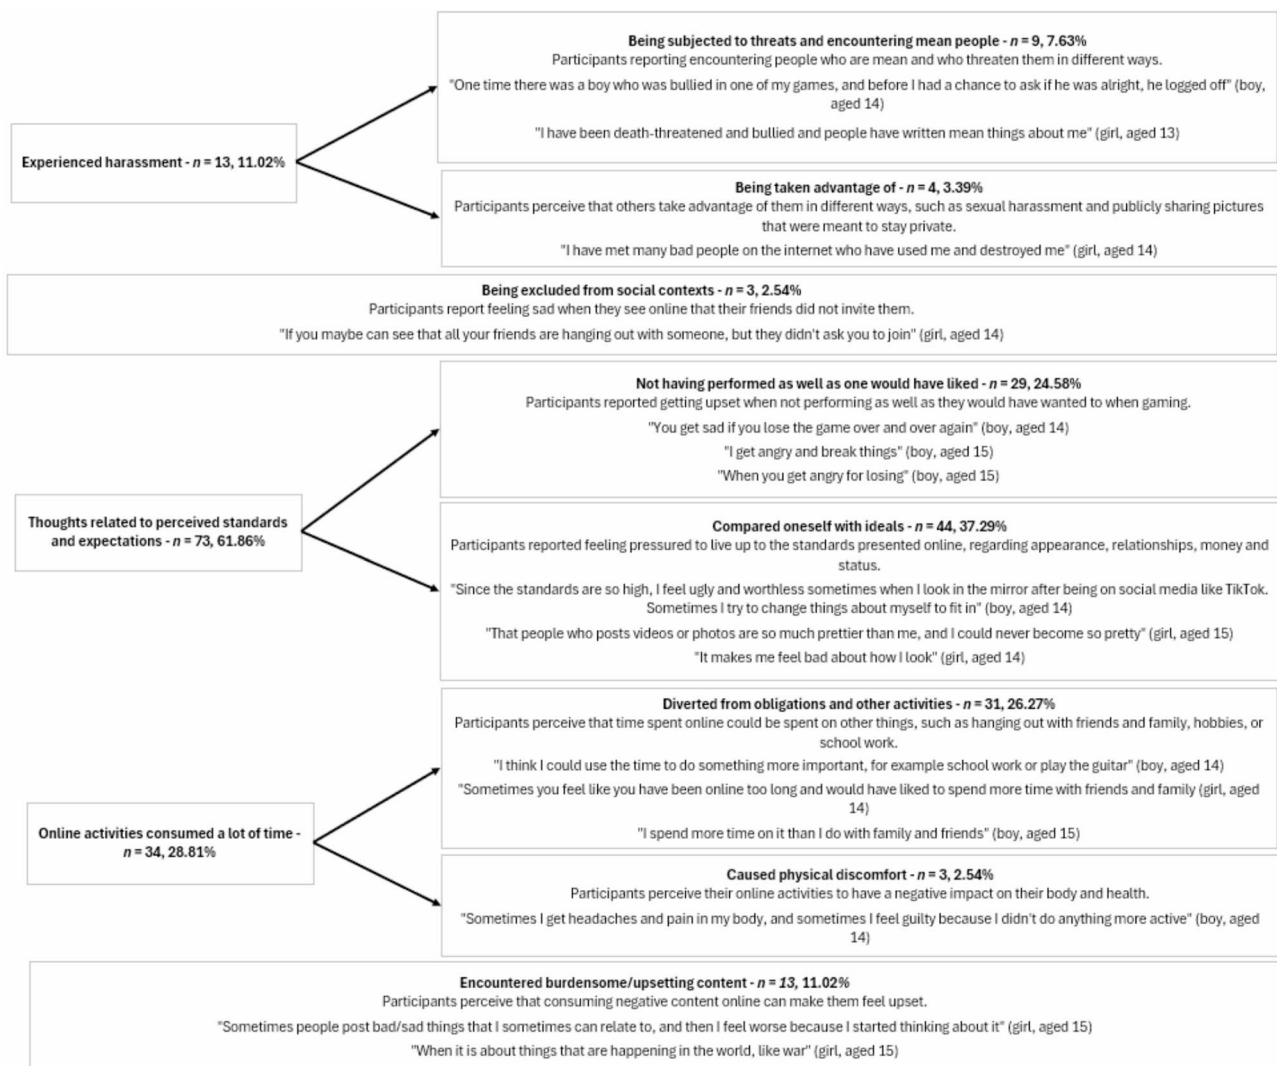 Experienced harassment - n = 13, 11.02%
Being subjected to threats and encountering mean people - n = 9, 7.63%
Participants reporting encountering people who are mean and who threaten them in different ways.
"One time there was a boy who was bullied in one of my games, and before I had a chance to ask if he was alright, he logged off" (boy,
aged 14)
"I have been death-threatened and bullied and people have written mean things about me" (girl, aged 13)
Being taken advantage of - n = 4, 3.39%
Participants perceive that others take advantage of them in different ways, such as sexual harassment and publicly sharing pictures
that were meant to stay private.
"I have met many bad people on the internet who have used me and destroyed me" (girl, aged 14)
Being excluded from social contexts - n = 3, 2.54%
Participants report feeling sad when they see online that their friends did not invite them.
"If you maybe can see that all your friends are hanging out with someone, but they didn't ask you to join" (girl, aged 14)
Thoughts related to perceived standards
and expectations - n = 73, 61.86%
Not having performed as well as one would have liked - n = 29, 24.58%
Participants reported getting upset when not performing as well as they would have wanted to when gaming.
"You get sad if you lose the game over and over again" (boy, aged 14)
"I get angry and break things" (boy, aged 15)
"When you get angry for losing" (boy, aged 15)
Compared oneself with ideals - n = 44, 37.29%
Participants reported feeling pressured to live up to the standards presented online, regarding appearance, relationships, money and
status.
"Since the standards are so high, I feel ugly and worthless sometimes when I look in the mirror after being on social media like TikTok.
Sometimes I try to change things about myself to fit in" (boy, aged 14)
"That people who posts videos or photos are so much prettier than me, and I could never become so pretty" (girl, aged 15)
"It makes me feel bad about how I look" (girl, aged 14)
Online activities consumed a lot of time -
n = 34, 28.81%
Diverted from obligations and other activities - n = 31, 26.27%
Participants perceive that time spent online could be spent on other things, such as hanging out with friends and family, hobbies, or
school work.
"I think I could use the time to do something more important, for example school work or play the guitar" (boy, aged 14)
"Sometimes you feel like you have been online too long and would have liked to spend more time with friends and family (girl, aged
14)
"I spend more time on it than I do with family and friends" (boy, aged 15)
Caused physical discomfort - n = 3, 2.54%
Participants perceive their online activities to have a negative impact on their body and health.
"Sometimes I get headaches and pain in my body, and sometimes I feel guilty because I didn't do anything more active" (boy, aged
14)
Encountered burdensome/upsetting content - n = 13, 11.02%
Participants perceive that consuming negative content online can make them feel upset.
"Sometimes people post bad/sad things that I sometimes can relate to, and then I feel worse because I started thinking about it" (girl, aged 15)
"When it is about things that are happening in the world, like war" (girl, aged 15)